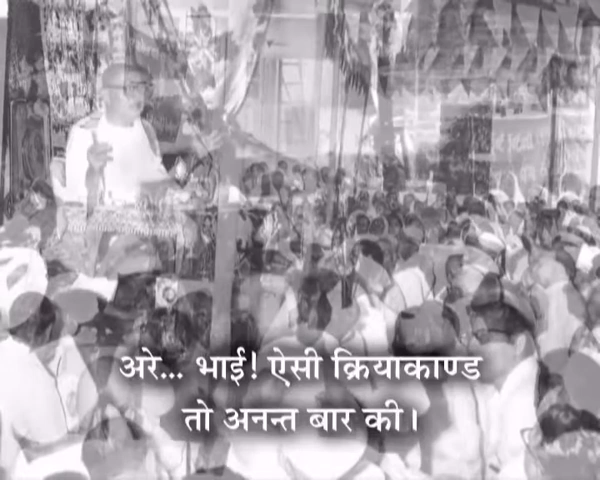 अरे... भाई! ऐसी क्रियाकाण्ड
तो अनन्त बार की।